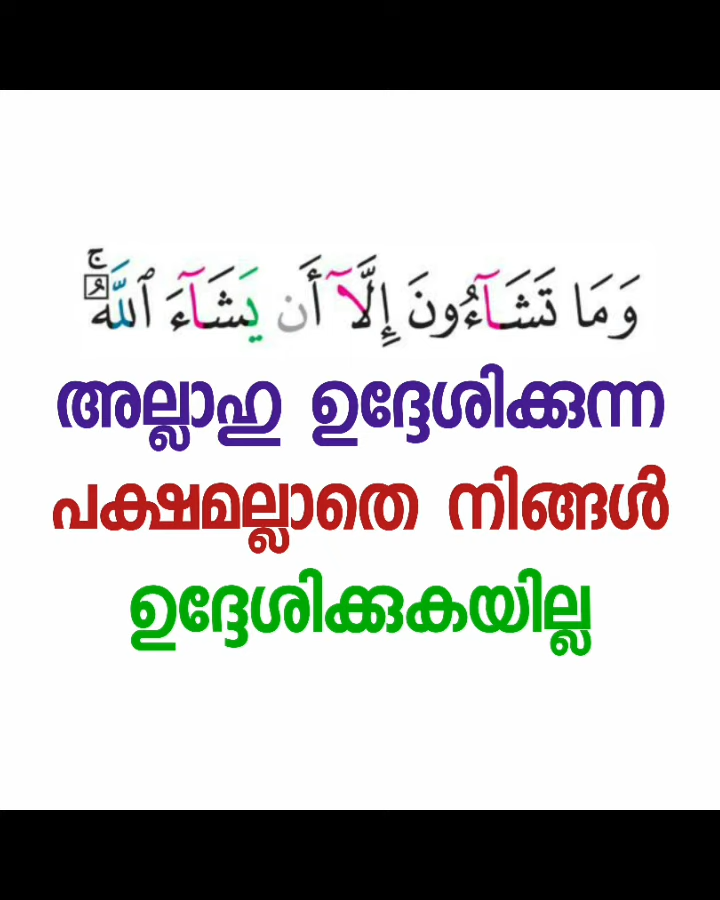 وَمَا تَشَآءُونَ إِلَّآ أَن يَشَآءَ ٱللَّهُ ۚ
അല്ലാഹു ഉദ്ദേശിക്കുന്ന
പക്ഷമല്ലാതെ നിങ്ങൾ
ഉദ്ദേശിക്കുകയില്ല